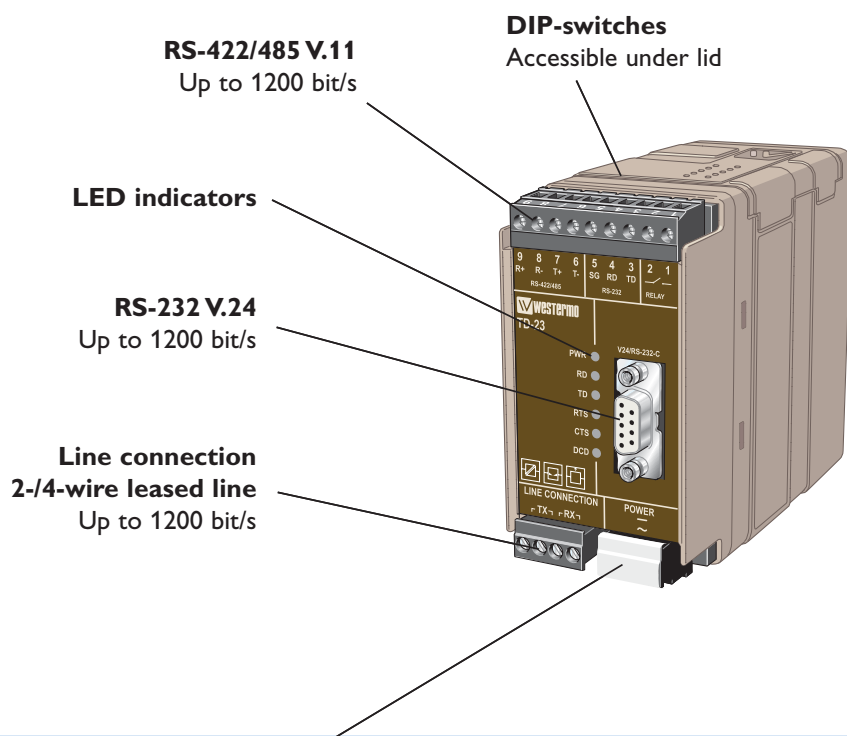 DIP-switches
Accessible under lid
RS-422/485 V.11
Up to 1200 bit/s
LED indicators
RS-232 V.24
Up to 1200 bit/s
Line connection
2-/4-wire leased line
Up to 1200 bit/s
9 8 7 6 5 4 3 2 1
R+ R- T+ T- SG RD TD
RS-422/485 RS-232 RELAY
Westermo
TD-23
PWR V24/RS-232-C
RD
TD
RTS
CTS
DCD
LINE CONNECTION POWER
TX RX